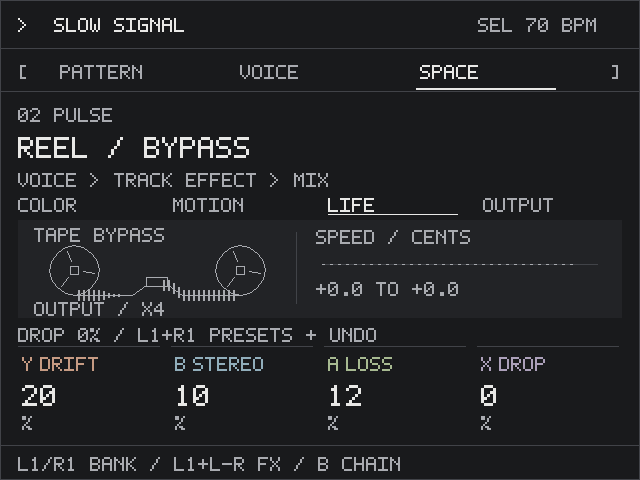 > SLOW SIGNAL SEL 70 BPM
[ PATTERN VOICE SPACE ]
02 PULSE
REEL / BYPASS
VOICE > TRACK EFFECT > MIX
COLOR MOTION LIFE OUTPUT
TAPE BYPASS SPEED / CENTS
+0.0 TO +0.0
OUTPUT / X4
DROP 0% / L1+R1 PRESETS + UNDO
Y DRIFT B STEREO A LOSS X DROP
20 10 12 0
% % % %
L1/R1 BANK / L1+L-R FX / B CHAIN